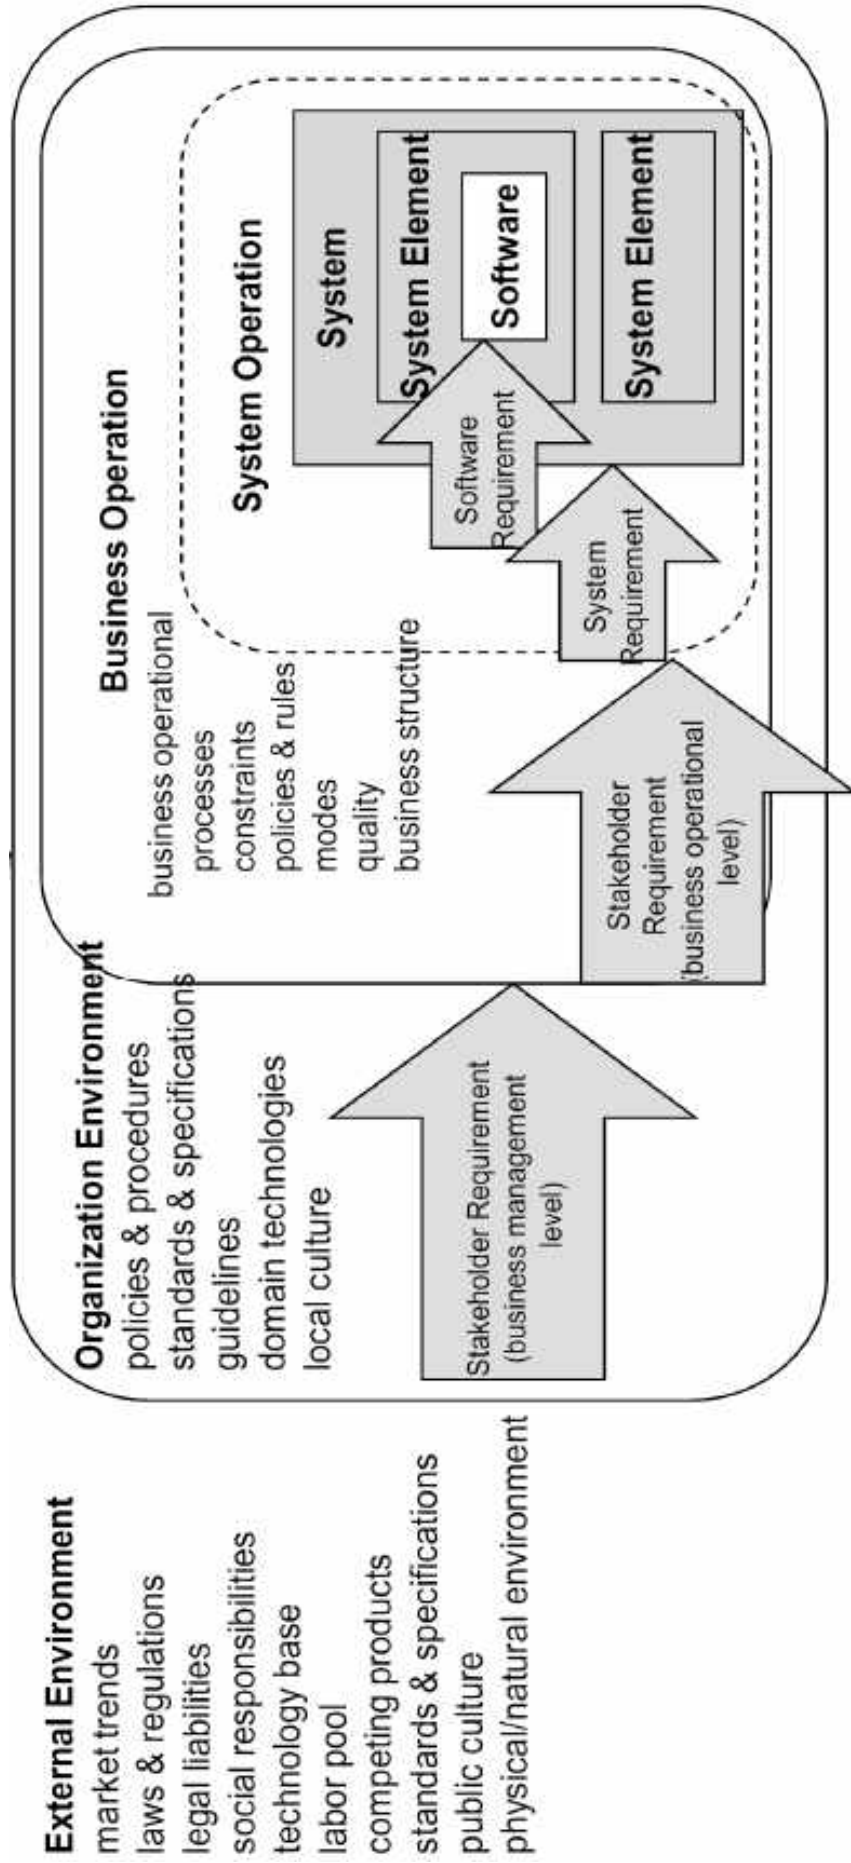 External Environment
market trends
laws & regulations
legal liabilities
social responsibilities
technology base
labor pool
competing products
standards & specifications
public culture
physical/natural environment
Organization Environment
policies & procedures
standards & specifications
guidelines
domain technologies
local culture
Stakeholder Requirement
(business management
level)
Business Operation
business operational
processes
constraints
policies & rules
modes
quality
business structure
Stakeholder
Requirement
(business operational
level)
System Operation
System
Requirement
Software
Requirement
System
System Element
Software
System Element